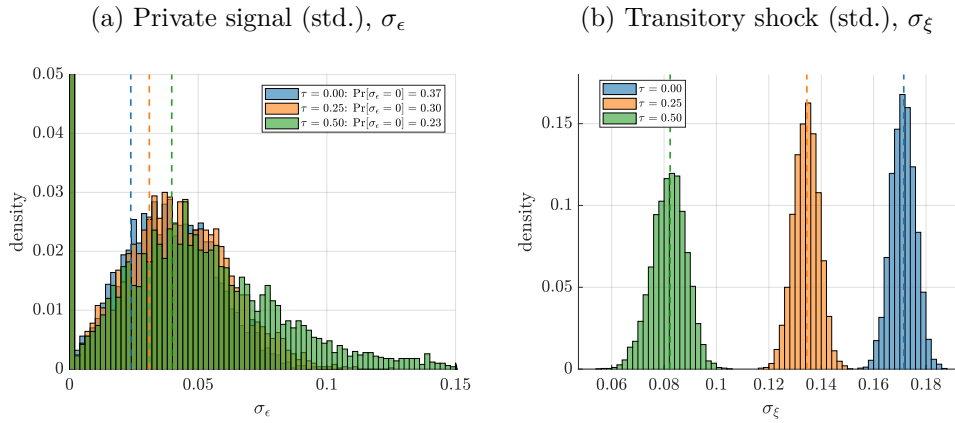 (a) Private signal (std.), σ_ϵ
0.05
0.04
0.03
0.02
0.01
0
density
τ = 0.00: Pr[σ_ϵ = 0] = 0.37
τ = 0.25: Pr[σ_ϵ = 0] = 0.30
τ = 0.50: Pr[σ_ϵ = 0] = 0.23
0 0.05 0.1 0.15
σ_ϵ
(b) Transitory shock (std.), σ_ξ
0.15
0.1
0.05
0
density
τ = 0.00
τ = 0.25
τ = 0.50
0.06 0.08 0.1 0.12 0.14 0.16 0.18
σ_ξ